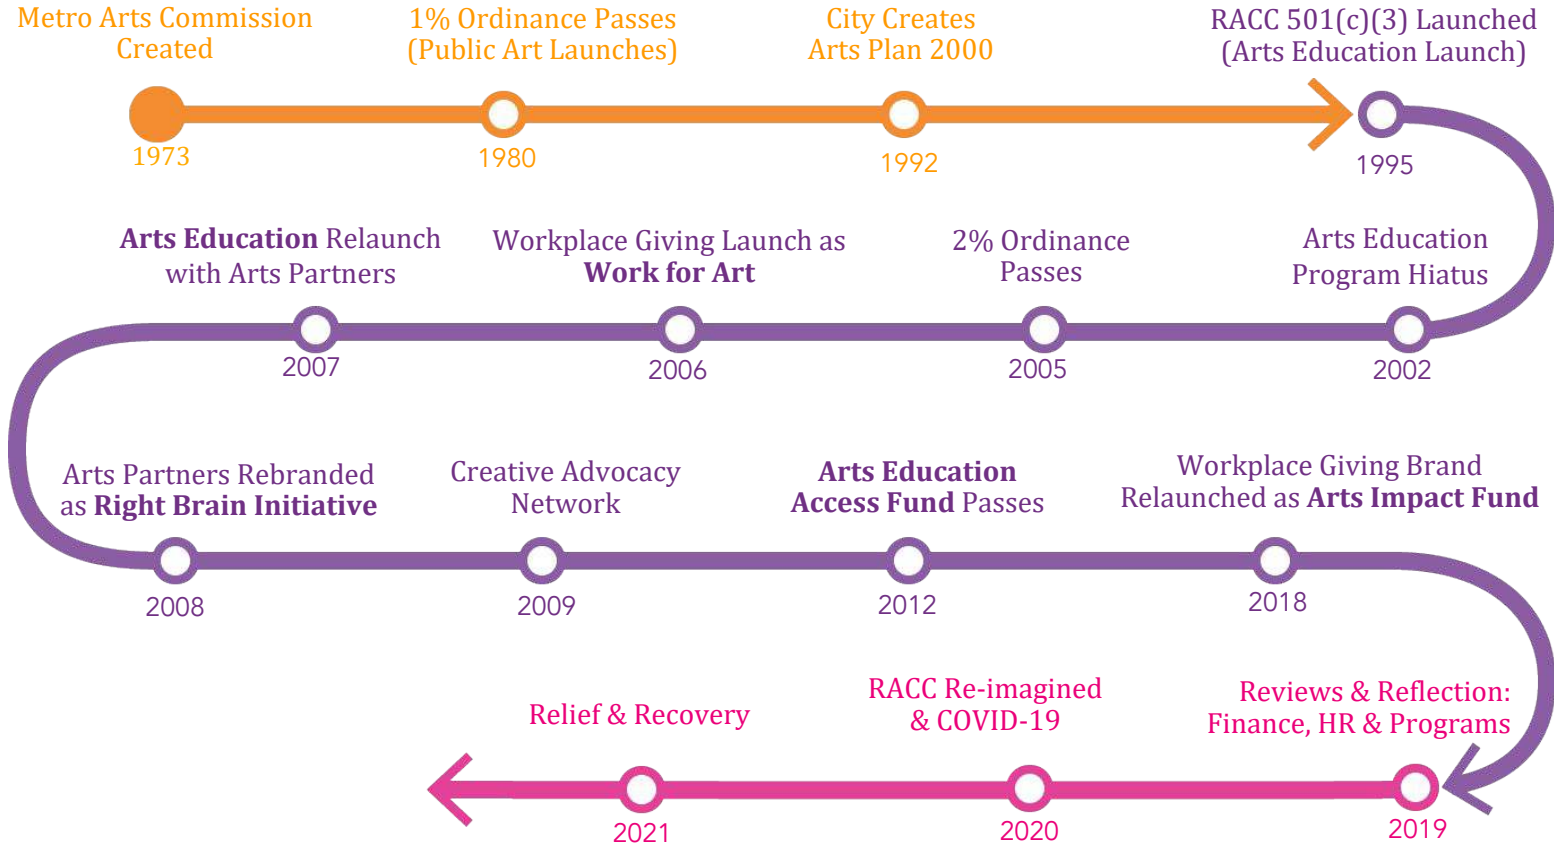 Metro Arts Commission
Created
1973
1% Ordinance Passes
(Public Art Launches)
1980
City Creates
Arts Plan 2000
1992
RACC 501(c)(3) Launched
(Arts Education Launch)
1995
Arts Education
Program Hiatus
2002
2% Ordinance
Passes
2005
Workplace Giving Launch as
Work for Art
2006
Arts Education Relaunch
with Arts Partners
2007
Arts Partners Rebranded
as Right Brain Initiative
2008
Creative Advocacy
Network
2009
Arts Education
Access Fund Passes
2012
Workplace Giving Brand
Relaunched as Arts Impact Fund
2018
Reviews & Reflection:
Finance, HR & Programs
2019
RACC Re-imagined
& COVID-19
2020
Relief & Recovery
2021